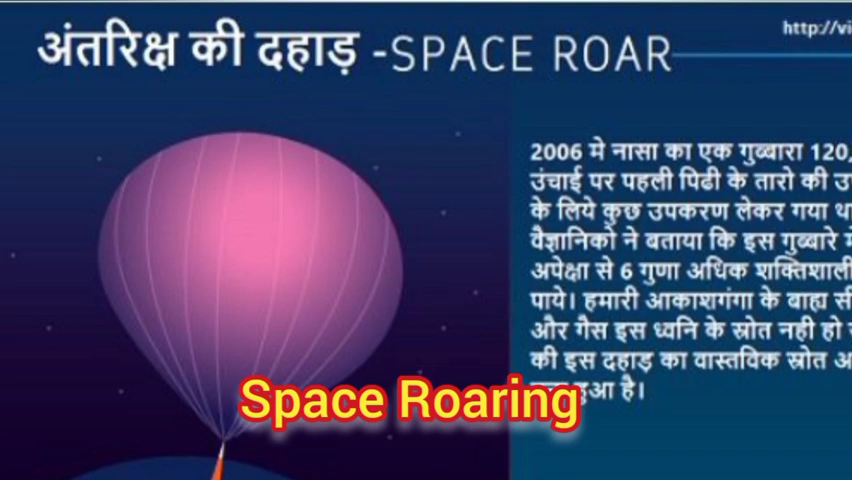 http://vi
अंतरिक्ष की दहाड़ -SPACE ROAR
2006 मे नासा का एक गुब्बारा 120,
उंचाई पर पहली पिढी के तारो की उ
के लिये कुछ उपकरण लेकर गया था
वैज्ञानिको ने बताया कि इस गुब्बारे मे
अपेक्षा से 6 गुणा अधिक शक्तिशाली
पाये। हमारी आकाशगंगा के बाह्य सी
और गैस इस ध्वनि के स्रोत नही हो
की इस दहाड़ का वास्तविक स्रोत अ
हुआ है।
Space Roaring